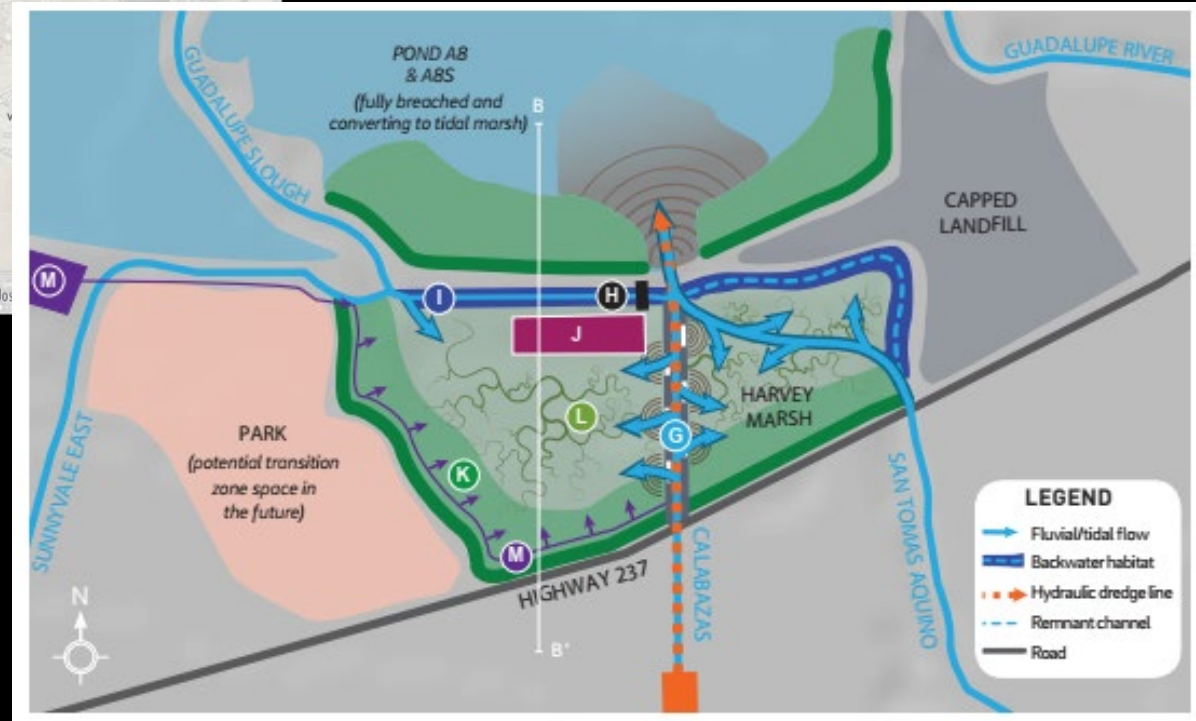 POND A8
& A8S
(fully breached and
converting to tidal marsh)
B
GUADALUPE RIVER
GUADALUPE SLOUGH
CAPPED
LANDFILL
M
I
H
J
L
HARVEY
MARSH
G
PARK
(potential transition
zone space in
the future)
K
M
SUNNYVALE EAST
HIGHWAY 237
CALABAZAS
SAN TOMAS AQUINO
B'
N
LEGEND
Fluvial/tidal flow
Backwater habitat
Hydraulic dredge line
Remnant channel
Road